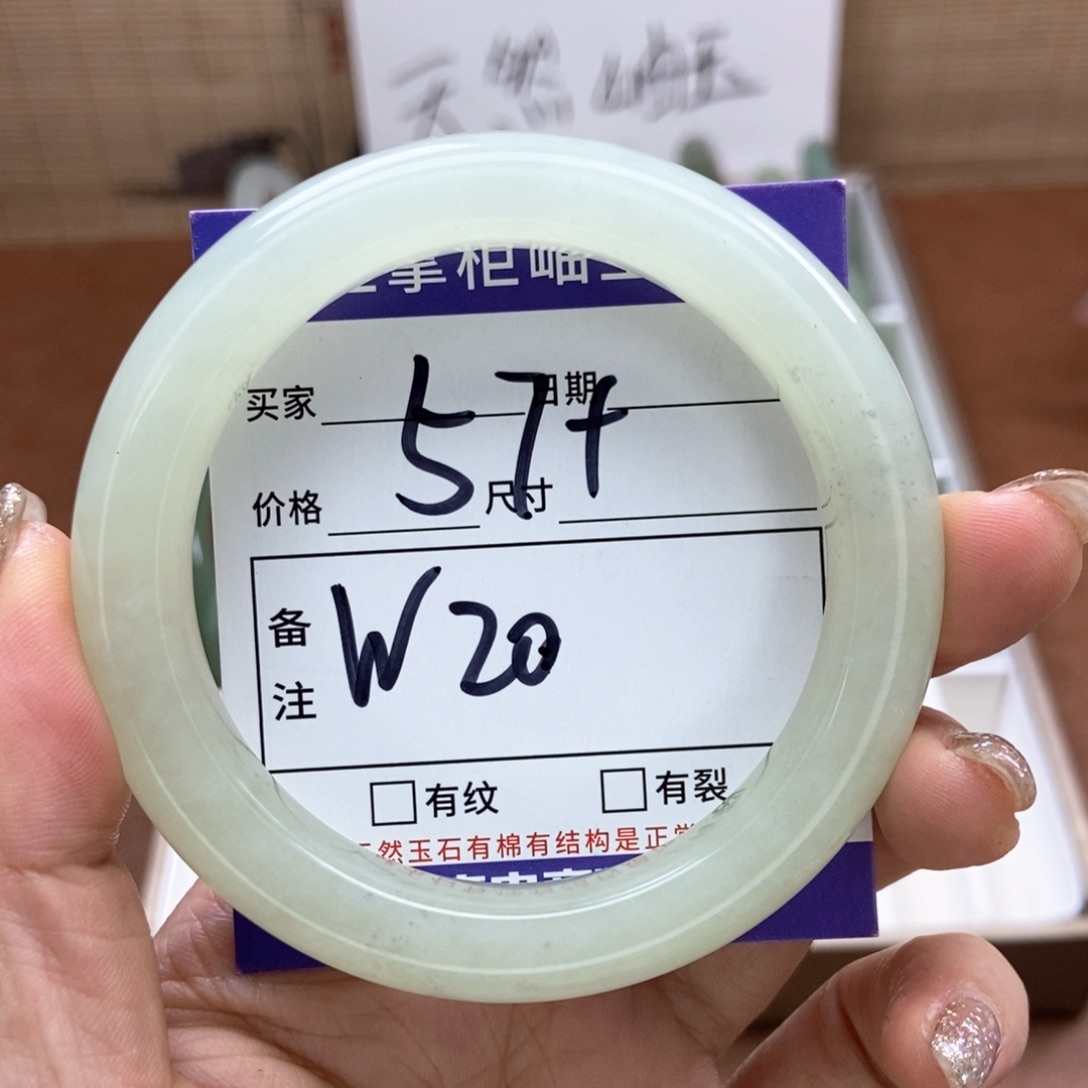 天然岫玉
掌柜岫
买家 日期
57+
价格 尺寸
备注
W20
有纹 有裂
然玉石有棉有结构是正常